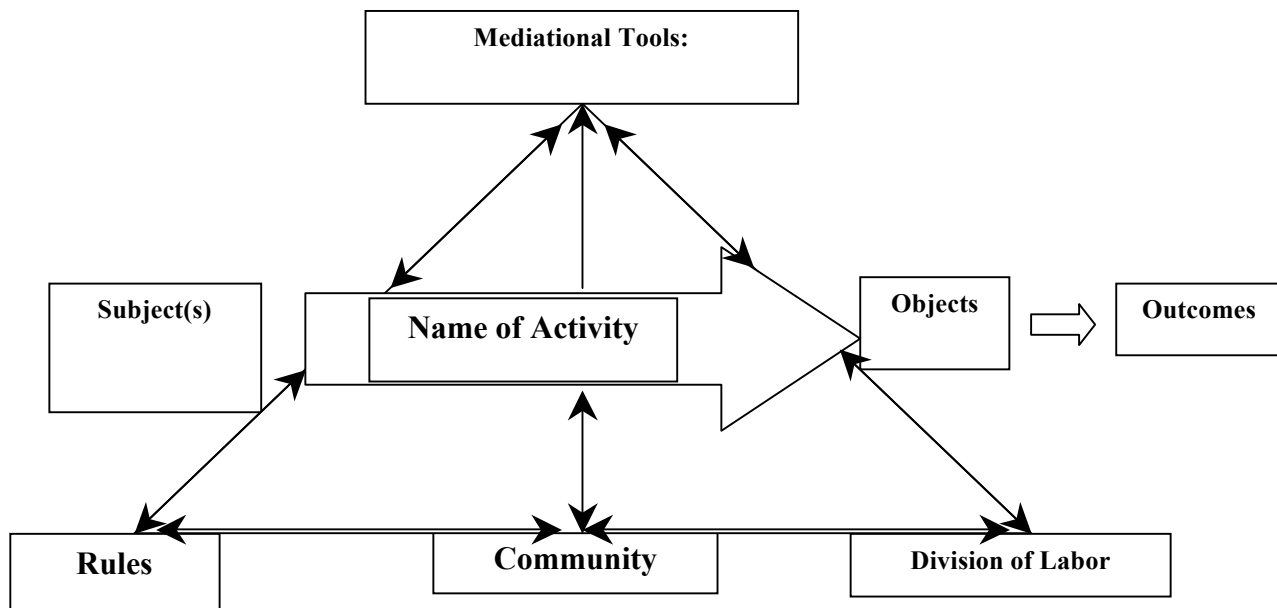 Mediational Tools:
Subject(s)
Name of Activity
Objects
Outcomes
Rules
Community
Division of Labor